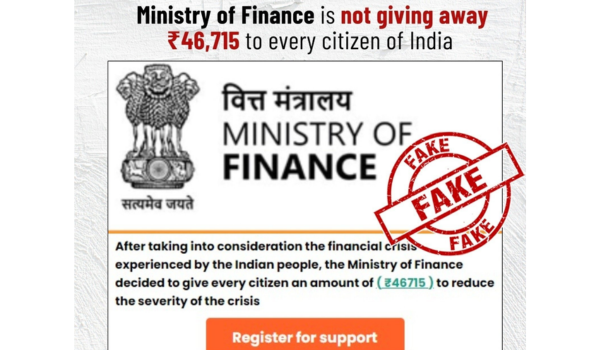 Ministry of Finance is not giving away
₹46,715 to every citizen of India
वित्त मंत्रालय
MINISTRY OF
FINANCE
सत्यमेव जयते
FAKE
FAKE
FAKE
After taking into consideration the financial crisis
experienced by the Indian people, the Ministry of Finance
decided to give every citizen an amount of ( ₹46715 ) to reduce
the severity of the crisis
Register for support